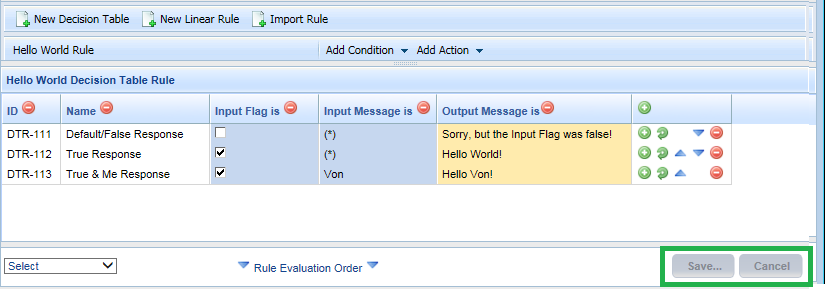 New Decision Table New Linear Rule Import Rule
Hello World Rule Add Condition Add Action
Hello World Decision Table Rule
ID Name Input Flag is Input Message is Output Message is
DTR-111 Default/False Response (*) Sorry, but the Input Flag was false!
DTR-112 True Response (*) Hello World!
DTR-113 True & Me Response Von Hello Von!
Select Rule Evaluation Order Save... Cancel